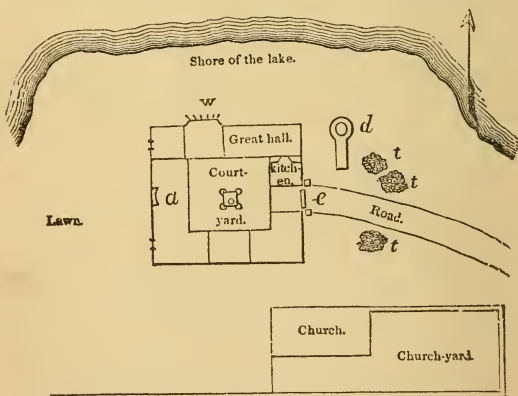 Shore of the lake.
w
Great hall.
d
t
Court-
kitch-
en.
t
a
yard.
e
Road.
Lawn.
t
Church.
Church-yard